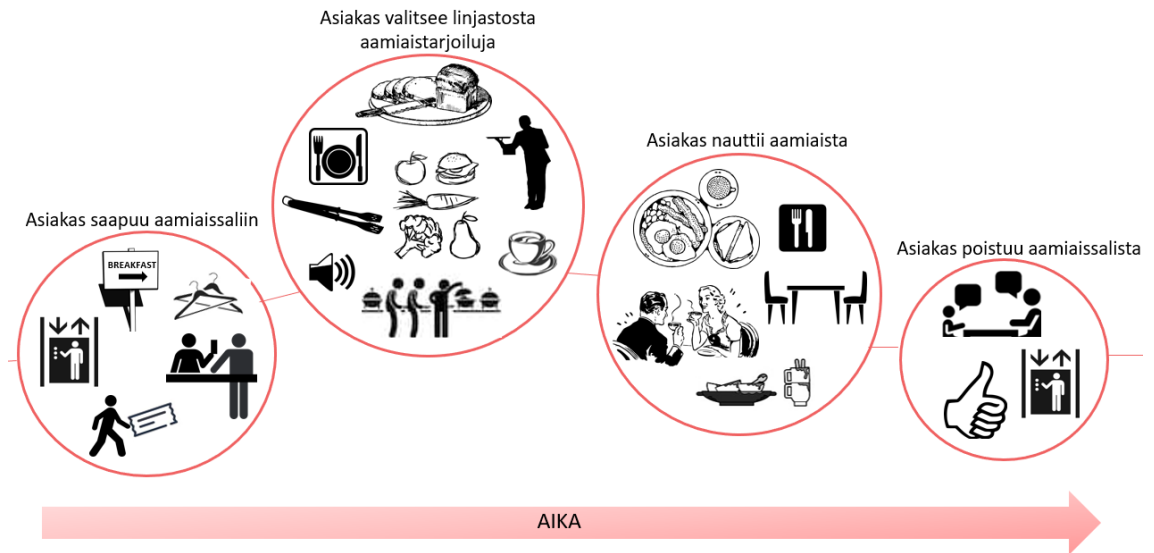 Asiakas valitsee linjastosta
aamiaistarjoiluja
Asiakas nauttii aamiaista
Asiakas saapuu aamiaissaliin
Asiakas poistuu aamiaissalista
BREAKFAST
AIKA